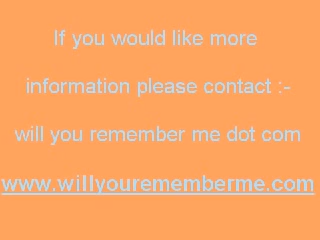 If you would like more
information please contact :-
will you remember me dot com
www.willyourememberme.com